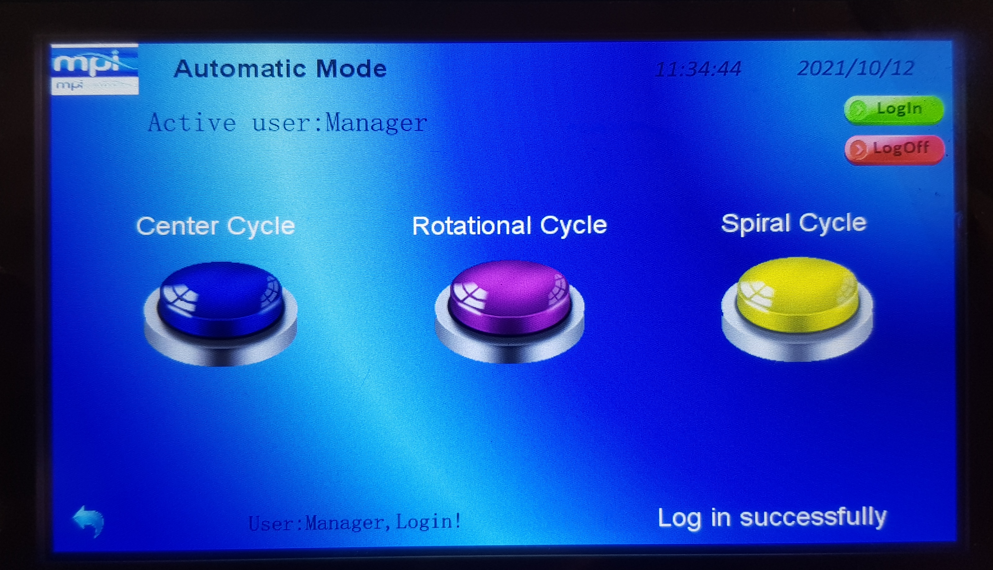 mpi
Automatic Mode
11:34:44
2021/10/12
mpi
Active user:Manager
LogIn
LogOff
Center Cycle
Rotational Cycle
Spiral Cycle
User:Manager,Login!
Log in successfully